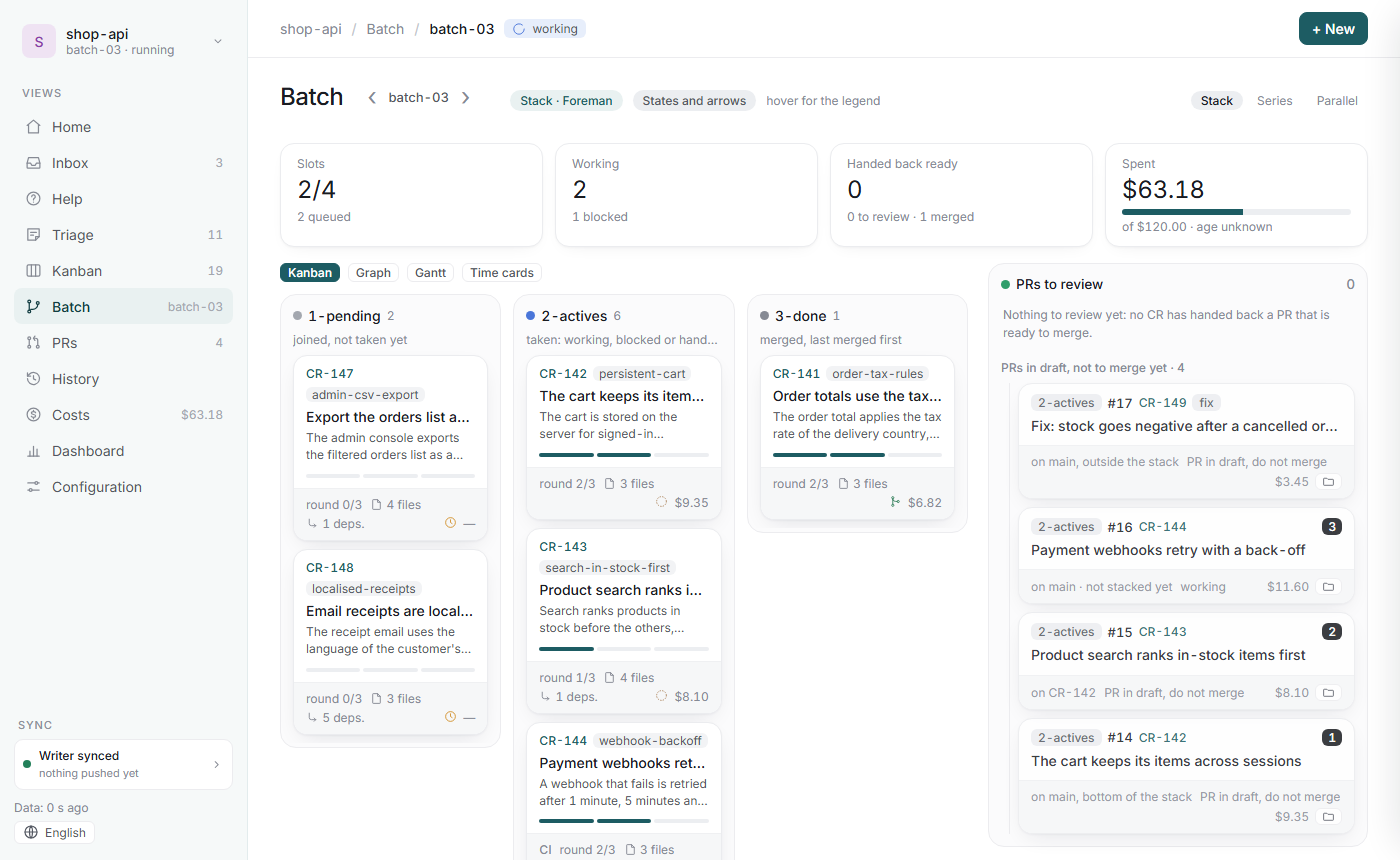 S
shop-api
batch-03 · running
VIEWS
Home
Inbox 3
Help
Triage 11
Kanban 19
Batch batch-03
PRs 4
History
Costs $63.18
Dashboard
Configuration
SYNC
Writer synced
nothing pushed yet
Data: 0 s ago
English
shop-api / Batch / batch-03 working
+ New
Batch batch-03 Stack · Foreman States and arrows hover for the legend
Stack Series Parallel
Slots
2/4
2 queued
Working
2
1 blocked
Handed back ready
0
0 to review · 1 merged
Spent
$63.18
of $120.00 · age unknown
Kanban Graph Gantt Time cards
1-pending 2
joined, not taken yet
CR-147
admin-csv-export
Export the orders list a...
The admin console exports
the filtered orders list as a...
round 0/3 4 files
1 deps. —
CR-148
localised-receipts
Email receipts are local...
The receipt email uses the
language of the customer's...
round 0/3 3 files
5 deps. —
2-actives 6
taken: working, blocked or hand...
CR-142 persistent-cart
The cart keeps its item...
The cart is stored on the
server for signed-in...
round 2/3 3 files
$9.35
CR-143
search-in-stock-first
Product search ranks i...
Search ranks products in
stock before the others,...
round 1/3 4 files
1 deps. $8.10
CR-144 webhook-backoff
Payment webhooks ret...
A webhook that fails is retried
after 1 minute, 5 minutes an...
CI round 2/3 3 files
3-done 1
merged, last merged first
CR-141 order-tax-rules
Order totals use the tax...
The order total applies the tax
rate of the delivery country,...
round 2/3 3 files
$6.82
PRs to review 0
Nothing to review yet: no CR has handed back a PR that is
ready to merge.
PRs in draft, not to merge yet · 4
2-actives #17 CR-149 fix
Fix: stock goes negative after a cancelled or...
on main, outside the stack PR in draft, do not merge
$3.45
2-actives #16 CR-144 3
Payment webhooks retry with a back-off
on main · not stacked yet working $11.60
2-actives #15 CR-143 2
Product search ranks in-stock items first
on CR-142 PR in draft, do not merge $8.10
2-actives #14 CR-142 1
The cart keeps its items across sessions
on main, bottom of the stack PR in draft, do not merge
$9.35